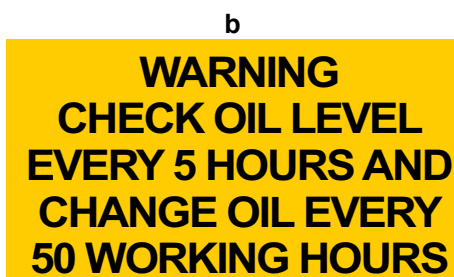 b
WARNING
CHECK OIL LEVEL
EVERY 5 HOURS AND
CHANGE OIL EVERY
50 WORKING HOURS